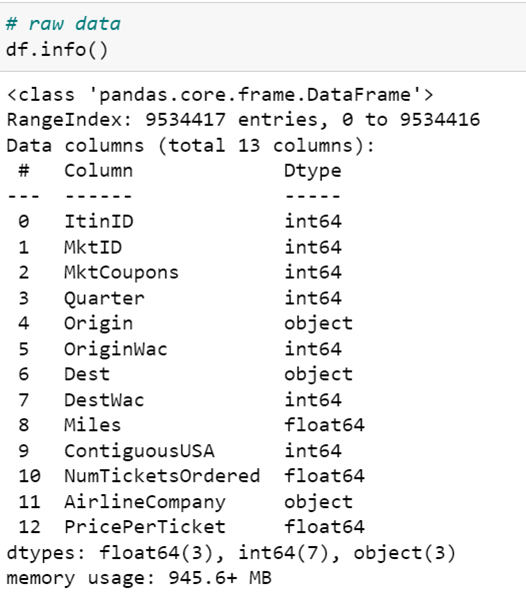 # raw data
df.info()
<class 'pandas.core.frame.DataFrame'>
RangeIndex: 9534417 entries, 0 to 9534416
Data columns (total 13 columns):
 #   Column            Dtype
---  ------            -----
 0   ItinID            int64
 1   MktID             int64
 2   MktCoupons        int64
 3   Quarter           int64
 4   Origin            object
 5   OriginWac         int64
 6   Dest              object
 7   DestWac           int64
 8   Miles             float64
 9   ContiguousUSA     int64
 10  NumTicketsOrdered float64
 11  AirlineCompany    object
 12  PricePerTicket    float64
dtypes: float64(3), int64(7), object(3)
memory usage: 945.6+ MB